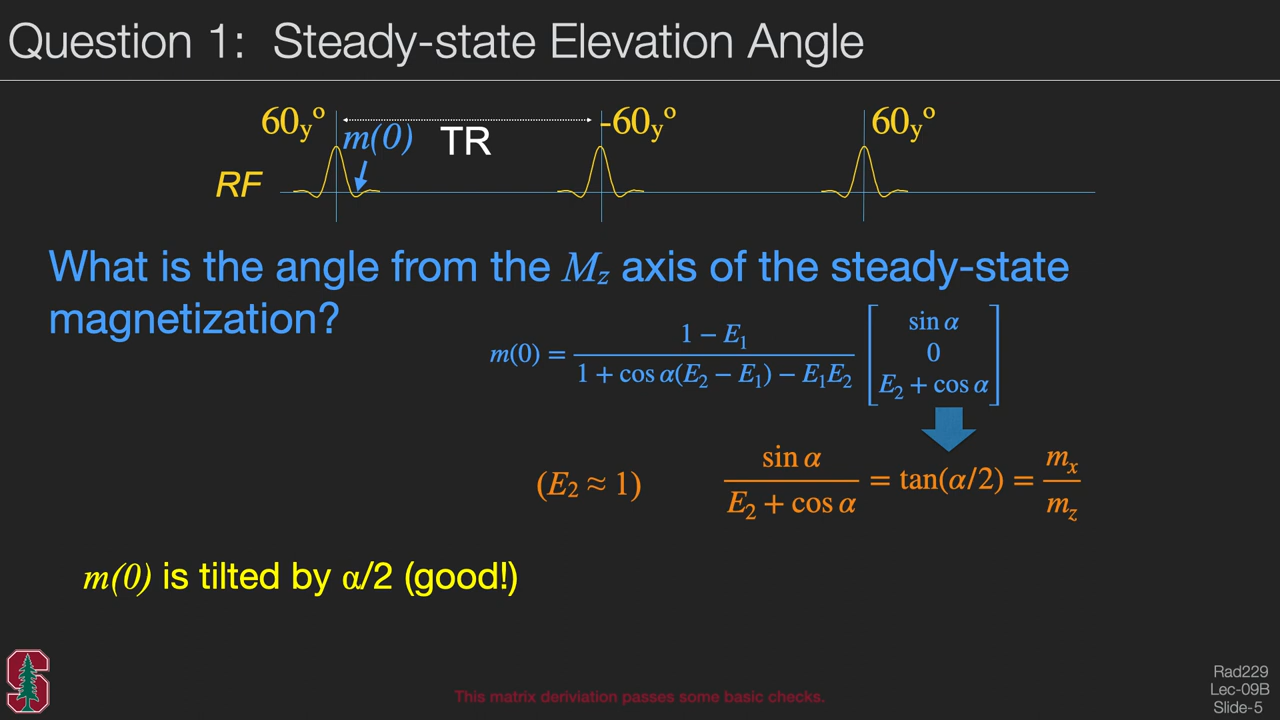 Question 1: Steady-state Elevation Angle
60yº
m(0)
TR
-60yº
60yº
RF
What is the angle from the Mz axis of the steady-state
magnetization?
m(0) = (1 − E1) / (1 + cos α(E2 − E1) − E1E2) [sin α
0
E2 + cos α]
(E2 ≈ 1)
sin α / (E2 + cos α) = tan(α/2) = mx / mz
m(0) is tilted by α/2 (good!)
S
This matrix deriviation passes some basic checks.
Rad229
Lec-09B
Slide-5